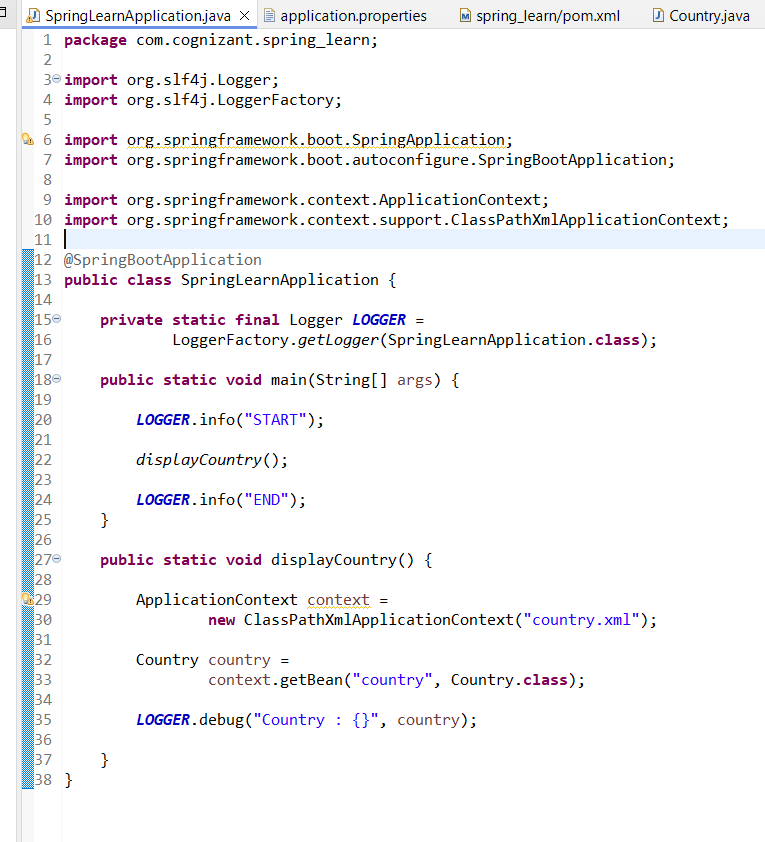 SpringLearnApplication.java application.properties spring_learn/pom.xml Country.java
1 package com.cognizant.spring_learn;
2
3 import org.slf4j.Logger;
4 import org.slf4j.LoggerFactory;
5
6 import org.springframework.boot.SpringApplication;
7 import org.springframework.boot.autoconfigure.SpringBootApplication;
8
9 import org.springframework.context.ApplicationContext;
10 import org.springframework.context.support.ClassPathXmlApplicationContext;
11
12 @SpringBootApplication
13 public class SpringLearnApplication {
14
15     private static final Logger LOGGER =
16             LoggerFactory.getLogger(SpringLearnApplication.class);
17
18     public static void main(String[] args) {
19
20         LOGGER.info("START");
21
22         displayCountry();
23
24         LOGGER.info("END");
25     }
26
27     public static void displayCountry() {
28
29         ApplicationContext context =
30                 new ClassPathXmlApplicationContext("country.xml");
31
32         Country country =
33                 context.getBean("country", Country.class);
34
35         LOGGER.debug("Country : {}", country);
36
37     }
38 }